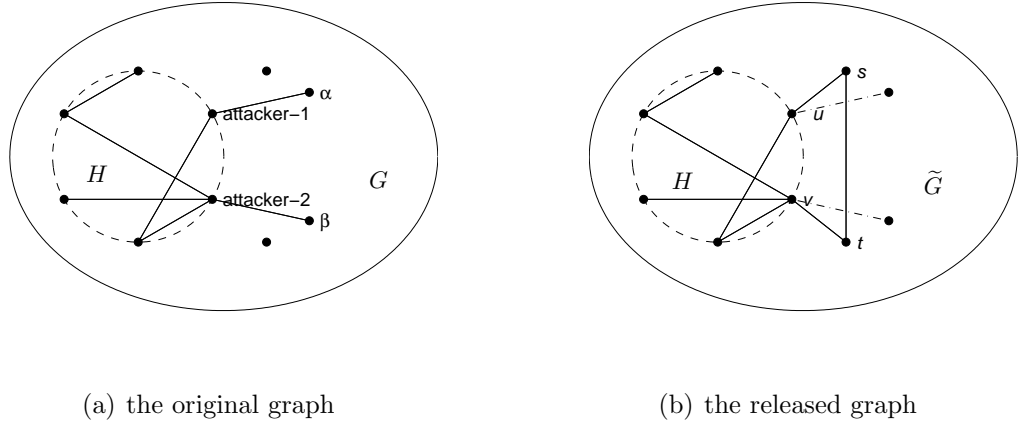 α
attacker−1
H
G
attacker−2
β
(a) the original graph
s
u
H
G̃
v
t
(b) the released graph